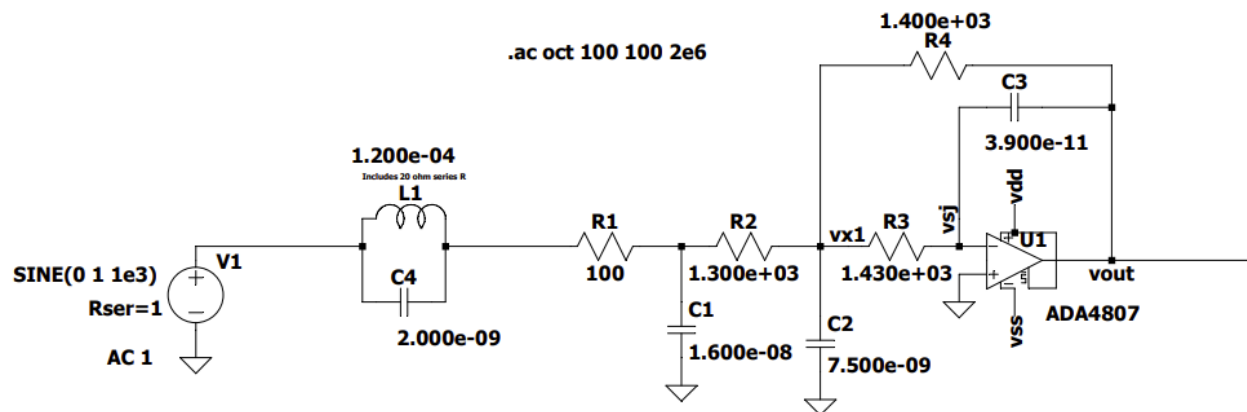 1.400e+03
R4
.ac oct 100 100 2e6
C3
3.900e-11
1.200e-04
Includes 20 ohm series R
L1
vdd
vsj
R1
R2
vx1
R3
U1
V1
SINE(0 1 1e3)
Rser=1
C4
100
1.300e+03
1.430e+03
vout
C1
ADA4807
vss
2.000e-09
C2
AC 1
1.600e-08
7.500e-09